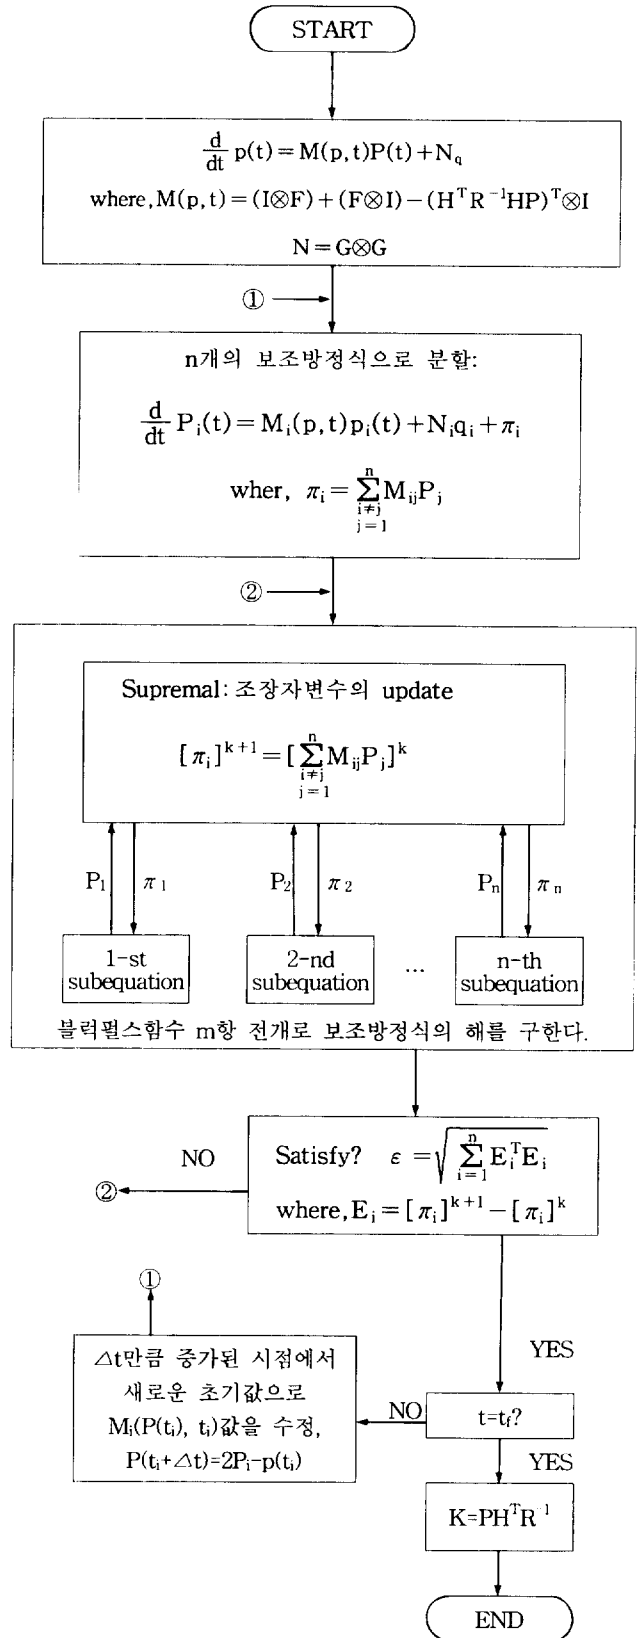 START
d/dt p(t) = M(p,t)P(t) + N_q
where, M(p,t) = (I⊗F) + (F⊗I) − (H^T R^−1 HP)^T ⊗I
N = G⊗G
①
n개의 보조방정식으로 분할:
d/dt P_i(t) = M_i(p,t)p_i(t) + N_i q_i + π_i
wher, π_i = Σ_{i≠j, j=1}^{n} M_ij P_j
②
Supremal: 조장자변수의 update
[π_i]^{k+1} = [Σ_{i≠j, j=1}^{n} M_ij P_j]^k
P_1 π_1 P_2 π_2 P_n π_n
1-st 2-nd n-th
subequation subequation ... subequation
블럭펄스함수 m항 전개로 보조방정식의 해를 구한다.
NO
Satisfy? ε = √(Σ_{i=1}^{n} E_i^T E_i)
②
where, E_i = [π_i]^{k+1} − [π_i]^k
①
YES
△t만큼 증가된 시점에서
새로운 초기값으로
M_i(P(t_i), t_i)값을 수정,
P(t_i+△t)=2P_i−p(t_i)
NO
t=t_f?
YES
K=PH^T R^-1
END